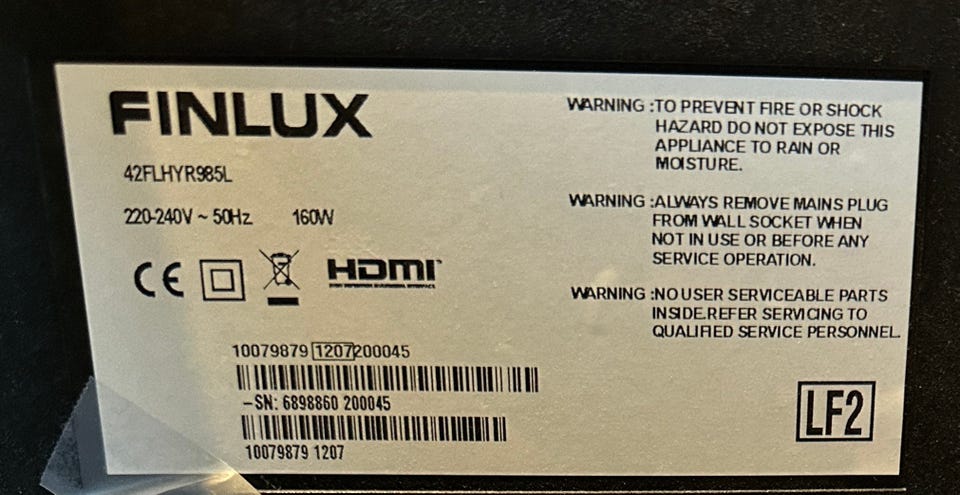 FINLUX
42FLHYR985L
220-240V ~ 50Hz 160W
CE
HDMI
10079879 1207200045
-SN: 6898860 200045
10079879 1207
WARNING :TO PREVENT FIRE OR SHOCK
HAZARD DO NOT EXPOSE THIS
APPLIANCE TO RAIN OR
MOISTURE.
WARNING :ALWAYS REMOVE MAINS PLUG
FROM WALL SOCKET WHEN
NOT IN USE OR BEFORE ANY
SERVICE OPERATION.
WARNING :NO USER SERVICEABLE PARTS
INSIDE.REFER SERVICING TO
QUALIFIED SERVICE PERSONNEL.
LF2